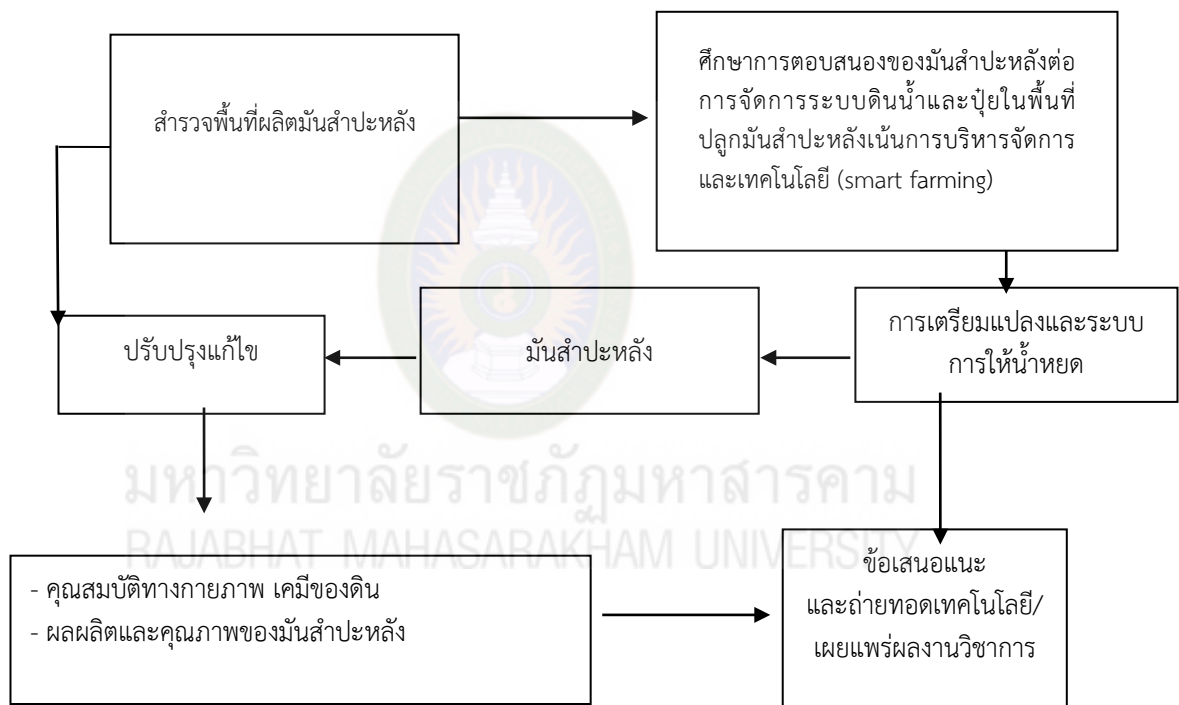 สำรวจพื้นที่ผลิตมันสำปะหลัง
ศึกษาการตอบสนองของมันสำปะหลังต่อ
การจัดการระบบดินน้ำและปุ๋ยในพื้นที่
ปลูกมันสำปะหลังเน้นการบริหารจัดการ
และเทคโนโลยี (smart farming)
ปรับปรุงแก้ไข
มันสำปะหลัง
การเตรียมแปลงและระบบ
การให้น้ำหยด
มหาวิทยาลัยราชภัฏมหาสารคาม
RAJABHAT MAHASARAKHAM UNIVERSITY
- คุณสมบัติทางกายภาพ เคมีของดิน
- ผลผลิตและคุณภาพของมันสำปะหลัง
ข้อเสนอแนะ
และถ่ายทอดเทคโนโลยี/
เผยแพร่ผลงานวิชาการ